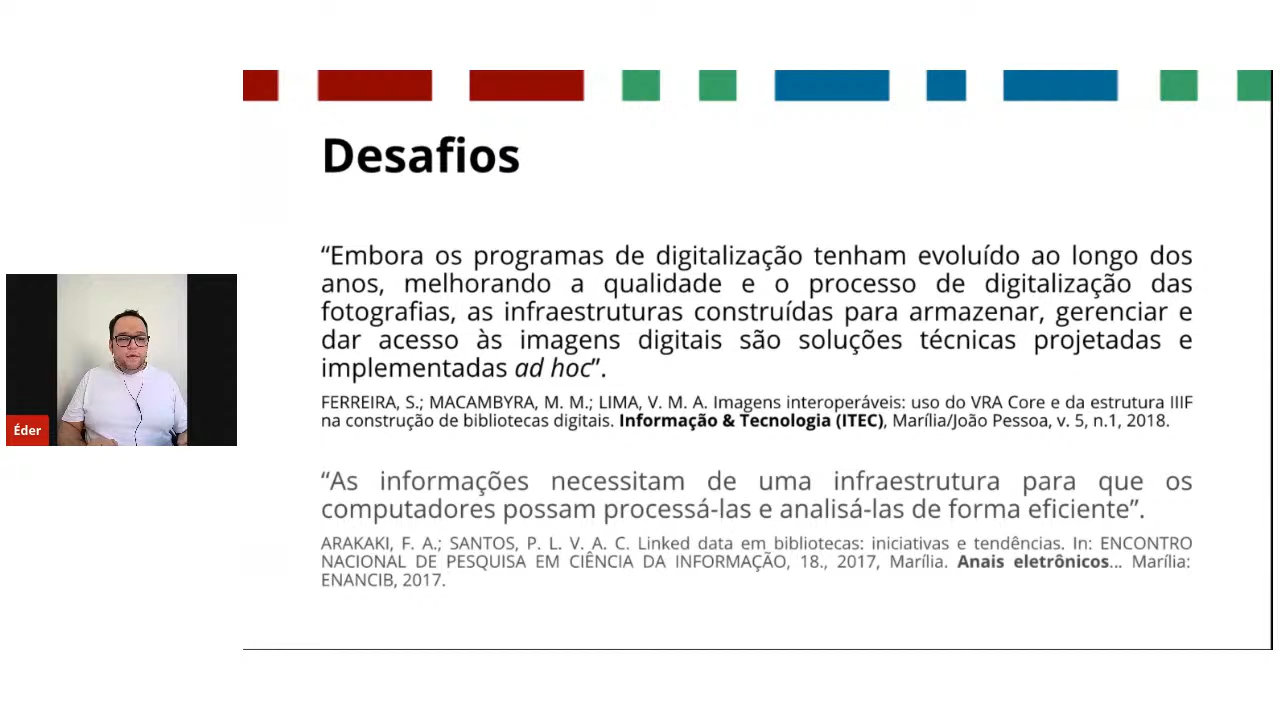 Desafios
“Embora os programas de digitalização tenham evoluído ao longo dos
anos, melhorando a qualidade e o processo de digitalização das
fotografias, as infraestruturas construídas para armazenar, gerenciar e
dar acesso às imagens digitais são soluções técnicas projetadas e
implementadas ad hoc”.
FERREIRA, S.; MACAMBYRA, M. M.; LIMA, V. M. A. Imagens interoperáveis: uso do VRA Core e da estrutura IIIF
na construção de bibliotecas digitais. Informação & Tecnologia (ITEC), Marília/João Pessoa, v. 5, n.1, 2018.
“As informações necessitam de uma infraestrutura para que os
computadores possam processá-las e analisá-las de forma eficiente”.
ARAKAKI, F. A.; SANTOS, P. L. V. A. C. Linked data em bibliotecas: iniciativas e tendências. In: ENCONTRO
NACIONAL DE PESQUISA EM CIÊNCIA DA INFORMAÇÃO, 18., 2017, Marília. Anais eletrônicos... Marília:
ENANCIB, 2017.
Éder